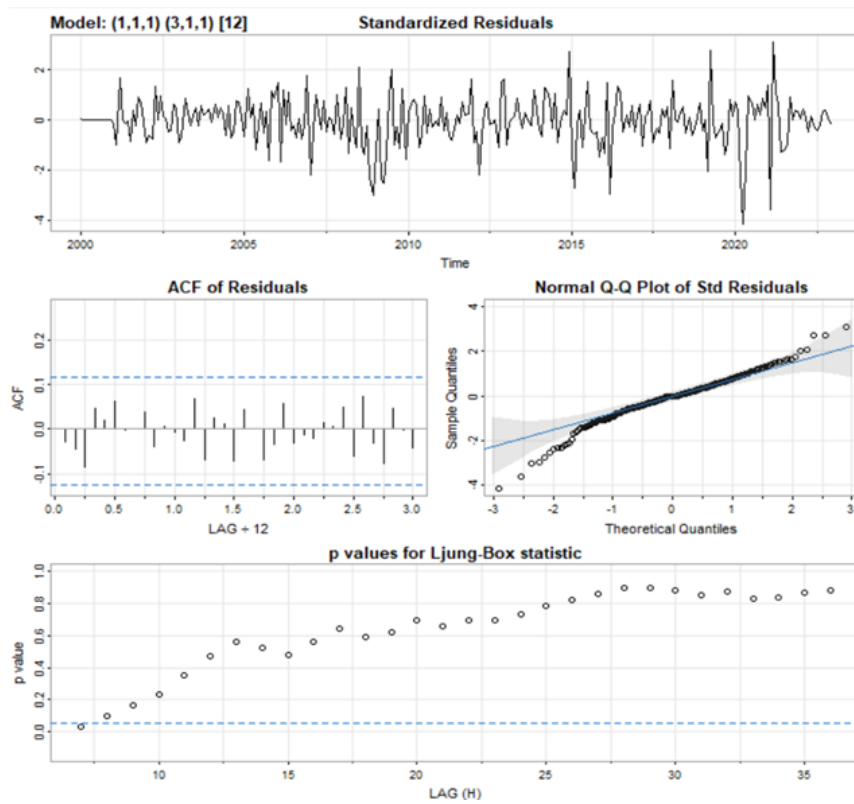 Model: (1,1,1) (3,1,1) [12] Standardized Residuals
2
0
-2
-4
2000 2005 2010 2015 2020
Time
ACF of Residuals
ACF
0.2
0.1
0.0
-0.1
0.0 0.5 1.0 1.5 2.0 2.5 3.0
LAG ÷ 12
Normal Q-Q Plot of Std Residuals
Sample Quantiles
4
2
0
-2
-4
-3 -2 -1 0 1 2 3
Theoretical Quantiles
p values for Ljung-Box statistic
p value
1.0
0.8
0.6
0.4
0.2
0.0
10 15 20 25 30 35
LAG (H)